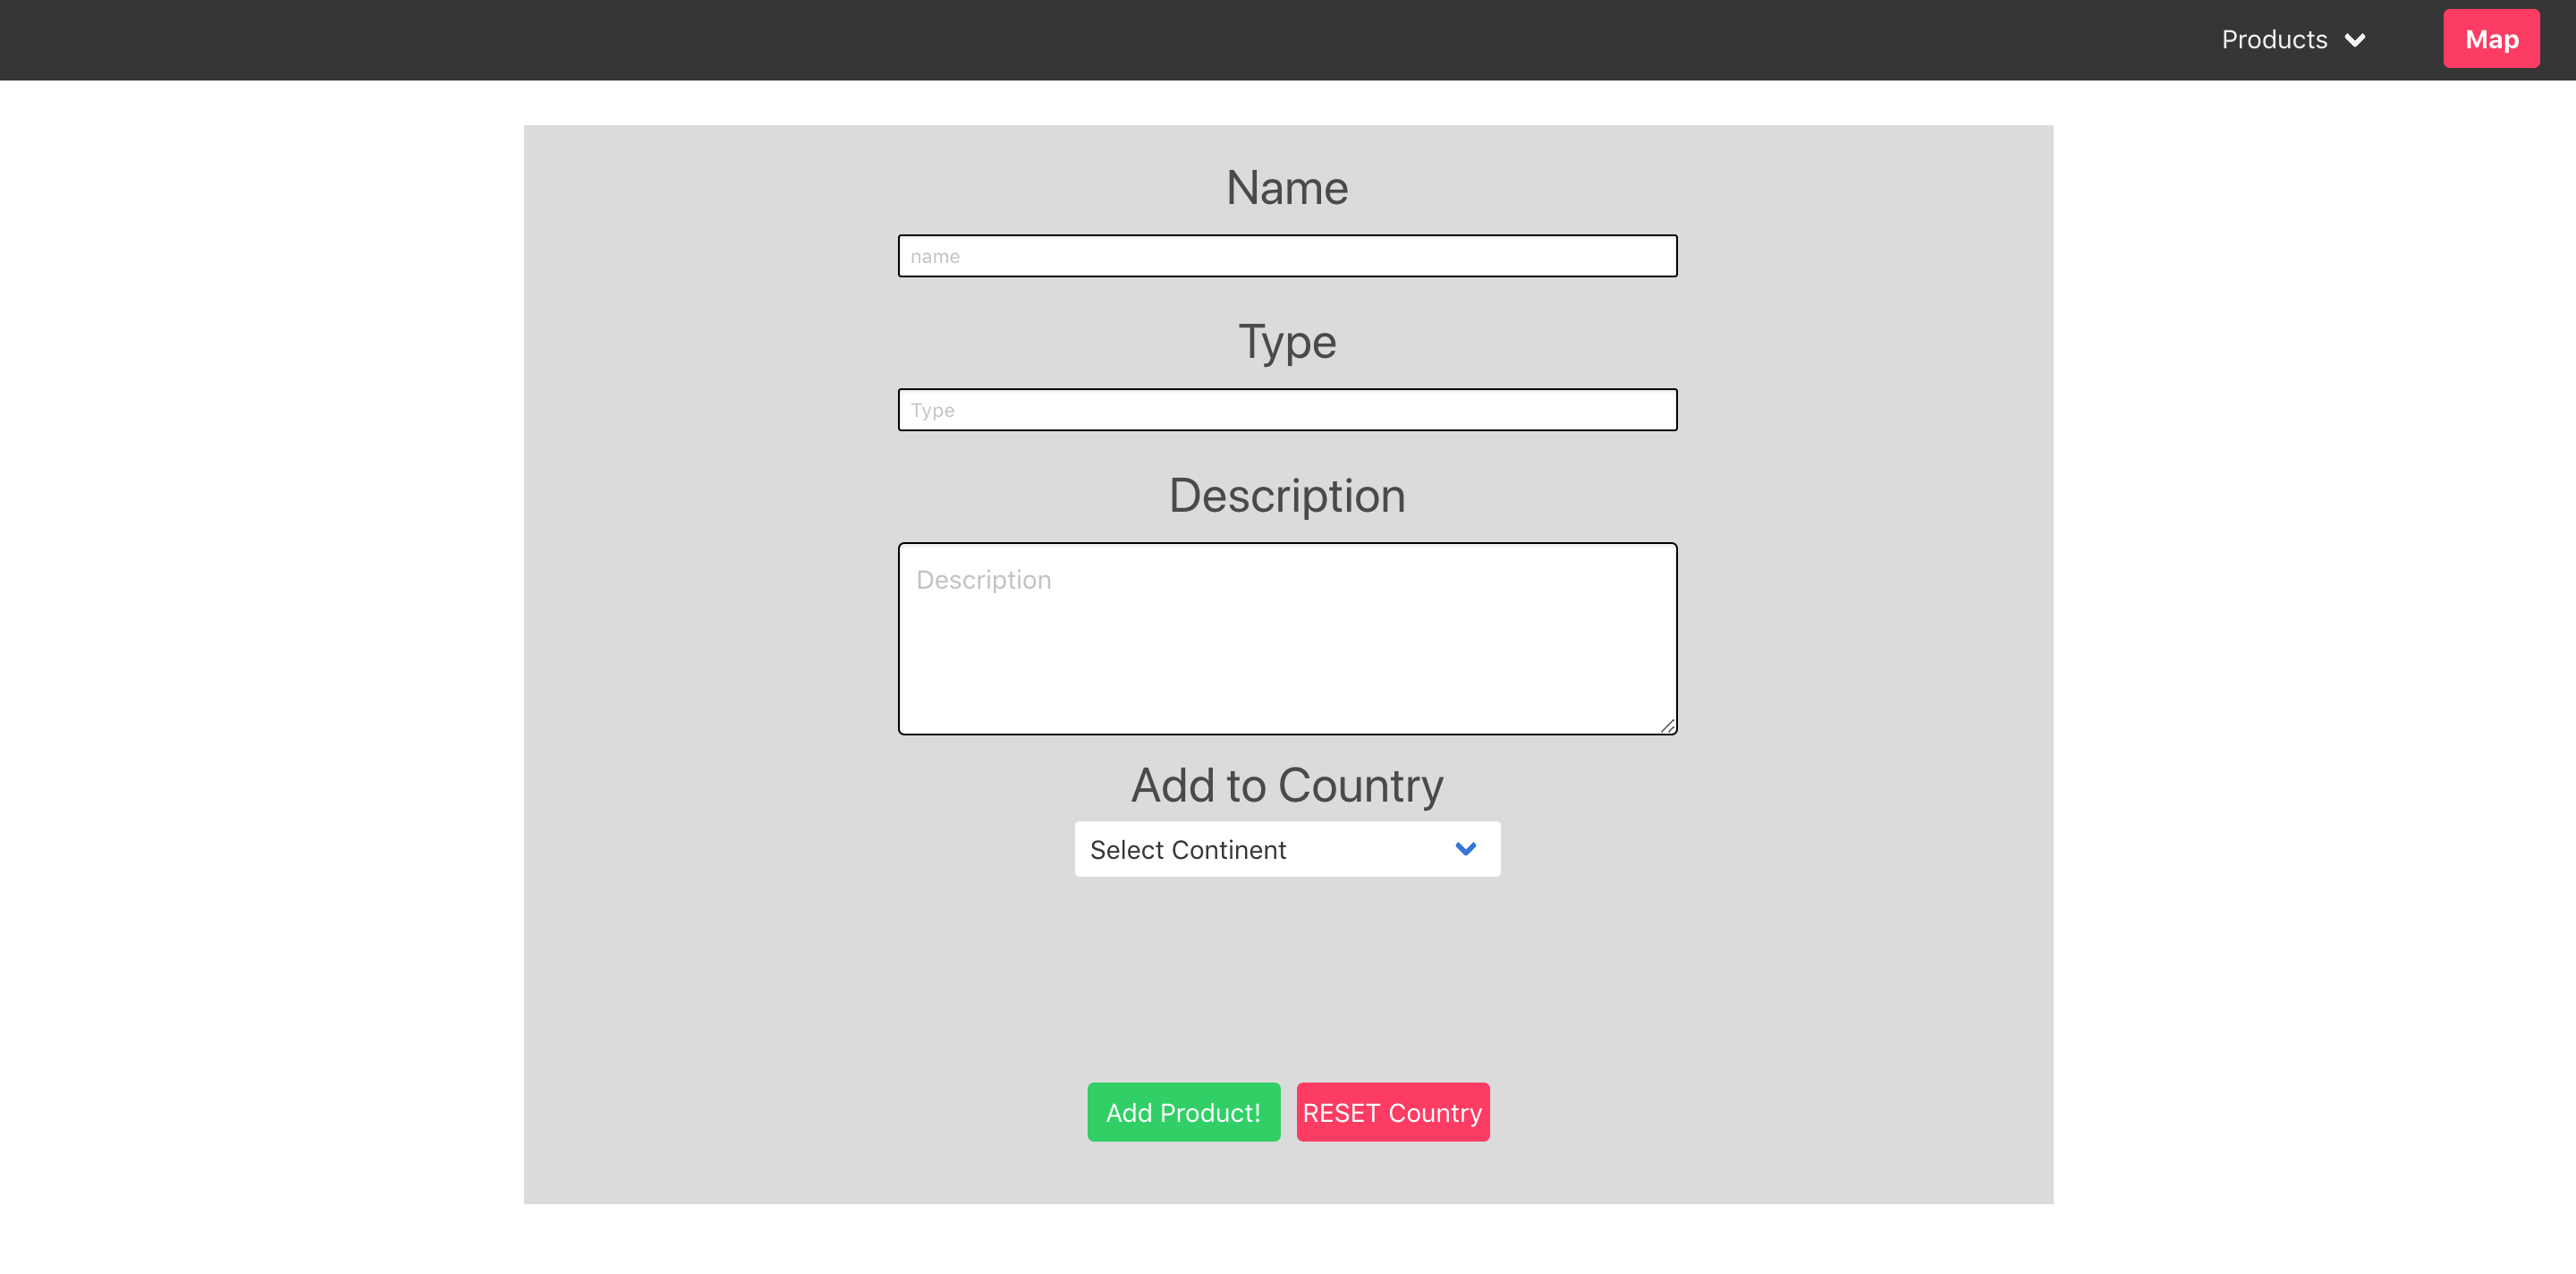 Products
Map
Name
name
Type
Type
Description
Description
Add to Country
Select Continent
Add Product!
RESET Country